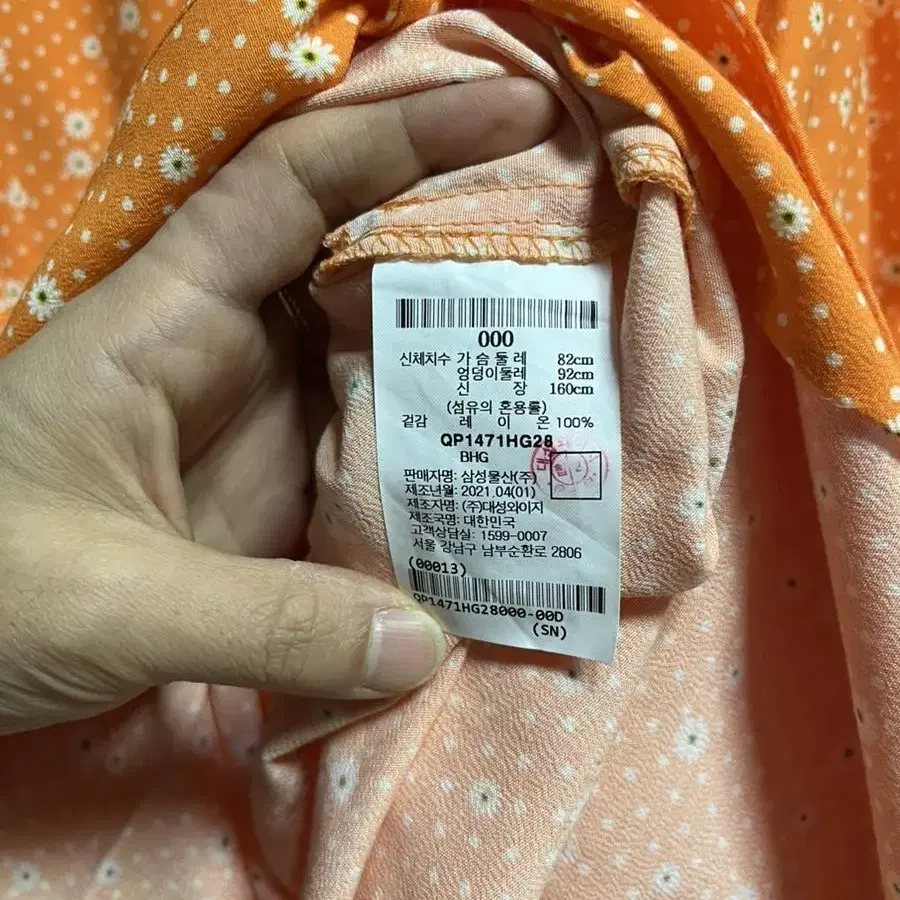 000
신체치수 가 슴 둘 레 82cm
엉덩이둘레 92cm
신 장 160cm
(섬유의 혼용률)
겉감 레 이 온 100%
QP1471HG28
BHG
판매자명: 삼성물산(주)
제조년월: 2021.04(01)
제조자명: (주)대성와이지
제조국명: 대한민국
고객상담실: 1599-0007
서울 강남구 남부순환로 2806
(00013)
QP1471HG28000-00D
(SN)